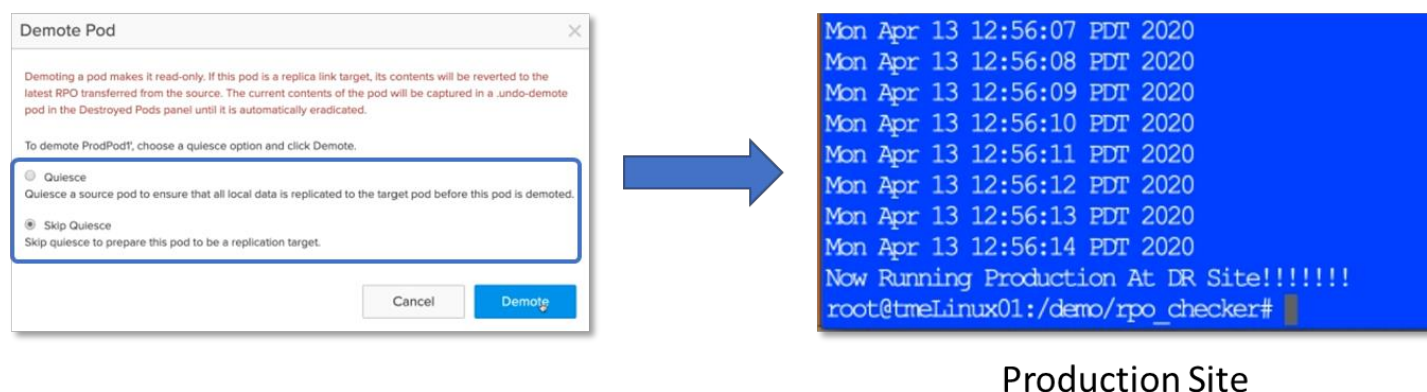 Demote Pod
Demoting a pod makes it read-only. If this pod is a replica link target, its contents will be reverted to the
latest RPO transferred from the source. The current contents of the pod will be captured in a .undo-demote
pod in the Destroyed Pods panel until it is automatically eradicated.
To demote ProdPod1', choose a quiesce option and click Demote.
Quiesce
Quiesce a source pod to ensure that all local data is replicated to the target pod before this pod is demoted.
Skip Quiesce
Skip quiesce to prepare this pod to be a replication target.
Cancel
Demote
Mon Apr 13 12:56:07 PDT 2020
Mon Apr 13 12:56:08 PDT 2020
Mon Apr 13 12:56:09 PDT 2020
Mon Apr 13 12:56:10 PDT 2020
Mon Apr 13 12:56:11 PDT 2020
Mon Apr 13 12:56:12 PDT 2020
Mon Apr 13 12:56:13 PDT 2020
Mon Apr 13 12:56:14 PDT 2020
Now Running Production At DR Site!!!!!!!
root@tmeLinux01:/demo/rpo_checker#
Production Site